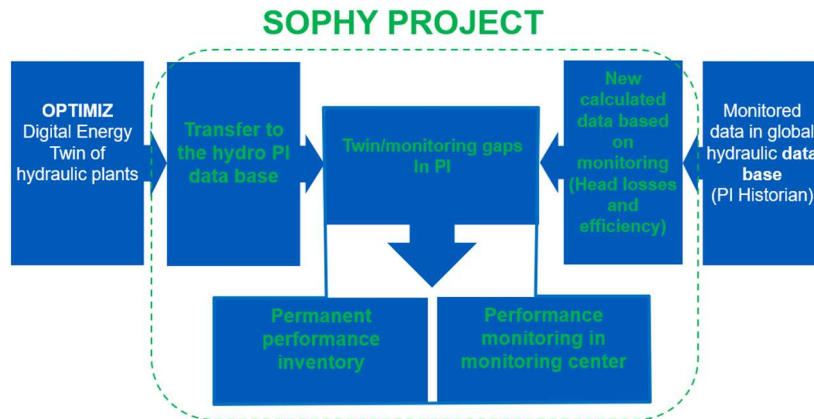 SOPHY PROJECT
OPTIMIZ
Digital Energy
Twin of
hydraulic plants
Transfer to
the hydro PI
data base
Twin/monitoring gaps
In PI
New
calculated
data based
on
monitoring
(Head losses
and
efficiency)
Monitored
data in global
hydraulic data
base
(PI Historian)
Permanent
performance
inventory
Performance
monitoring in
monitoring center